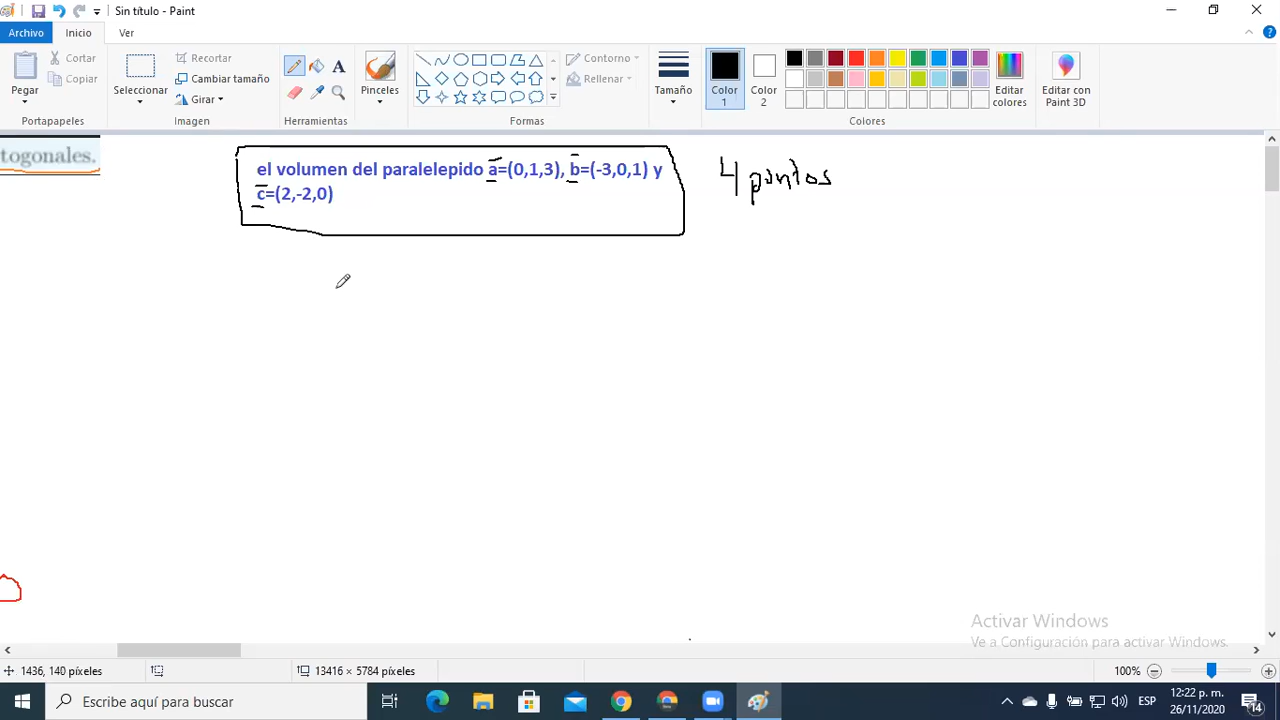 Sin título - Paint
Archivo Inicio Ver
Pegar
Cortar
Copiar
Portapapeles
Seleccionar
Recortar
Cambiar tamaño
Girar
Imagen
A
Herramientas
Pinceles
Contorno
Rellenar
Formas
Tamaño
Color 1
Color 2
Editar colores
Colores
Editar con Paint 3D
togonales.
el volumen del paralelepido a=(0,1,3), b=(-3,0,1) y
c=(2,-2,0)
4 puntos
Activar Windows
Ve a Configuración para activar Windows.
1436, 140 píxeles
13416 × 5784 píxeles
100%
Escribe aquí para buscar
ESP
12:22 p. m.
26/11/2020
14